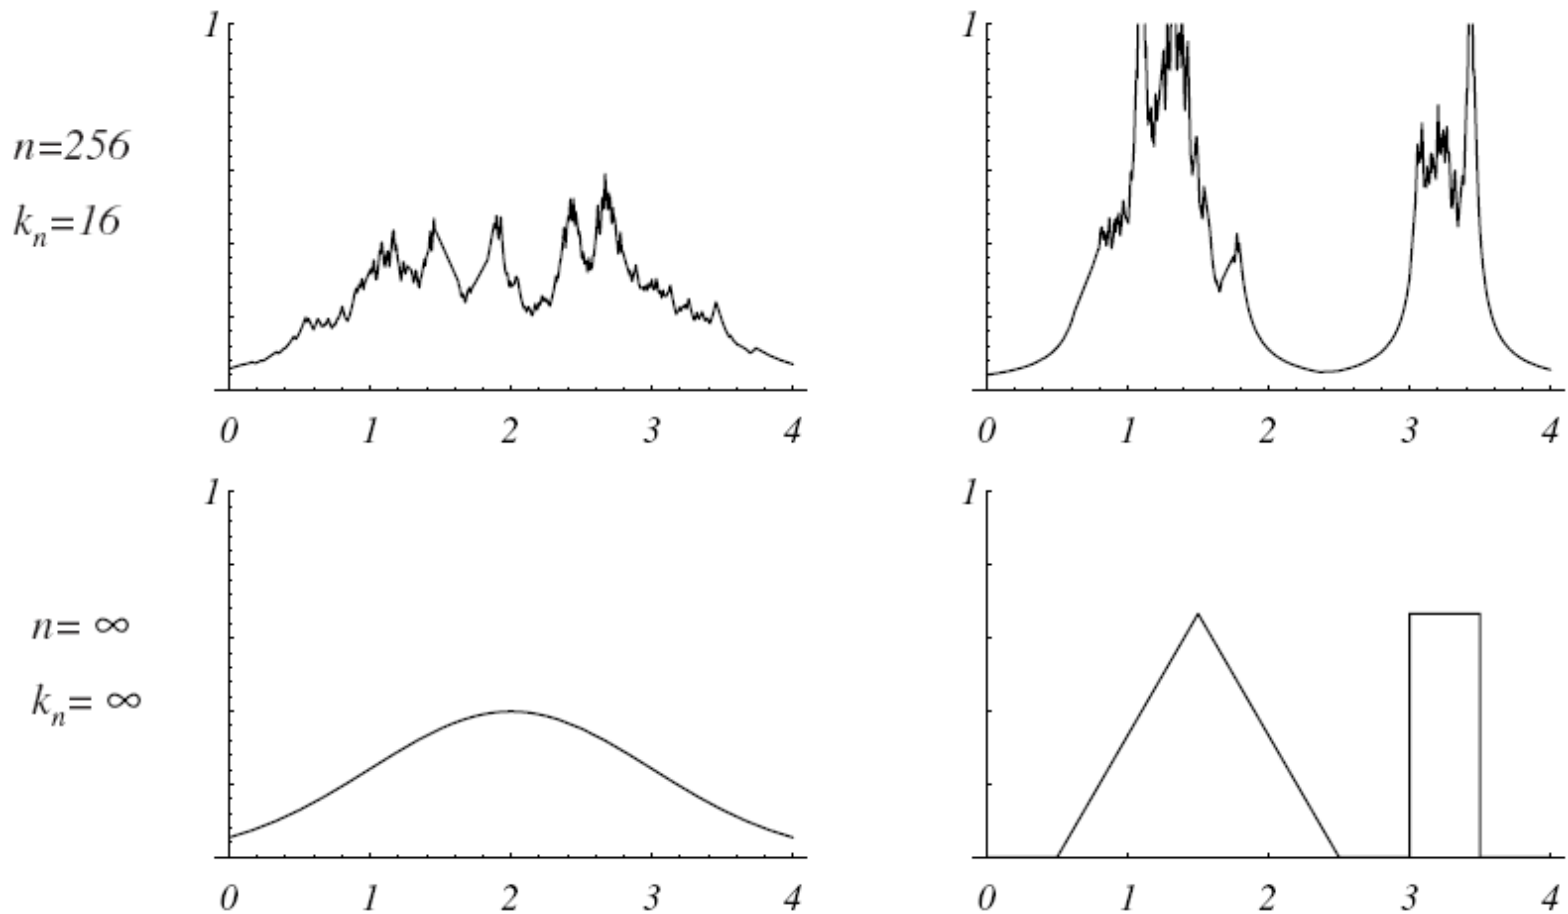 1 1
n=256
k_n=16
0 1 2 3 4 0 1 2 3 4
1 1
n= ∞
k_n= ∞
0 1 2 3 4 0 1 2 3 4